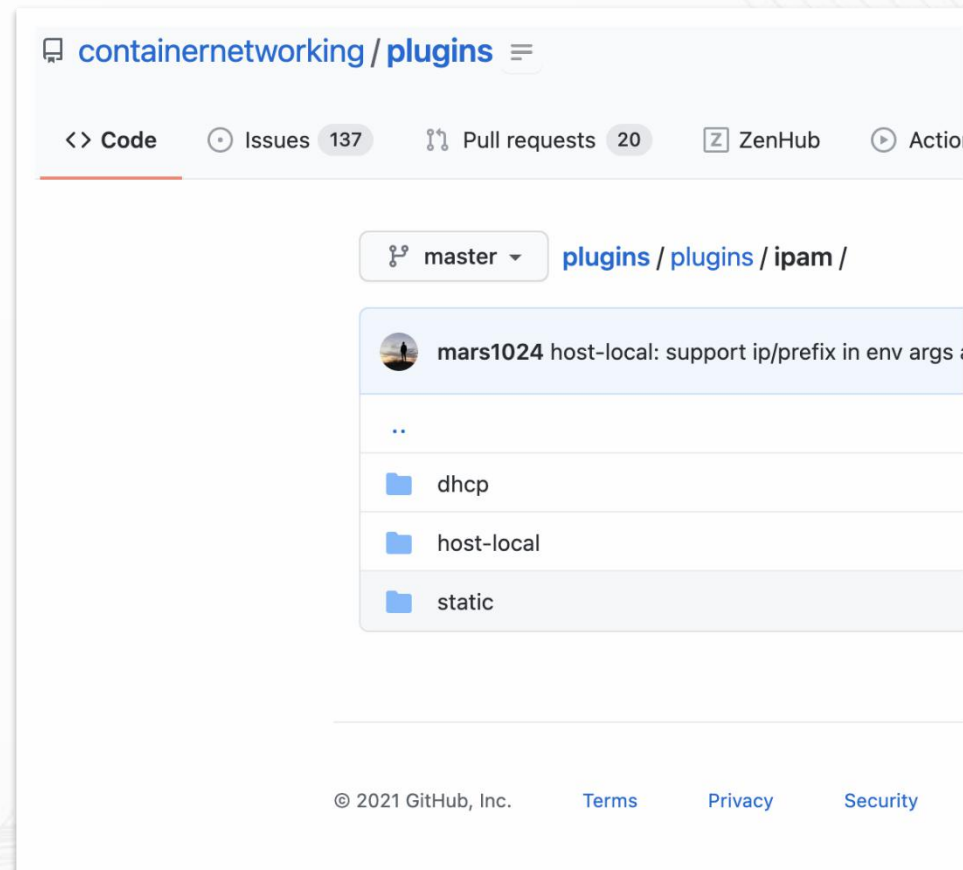 containernetworking / plugins
Code Issues 137 Pull requests 20 ZenHub Actio
master plugins / plugins / ipam /
mars1024 host-local: support ip/prefix in env args a
..
dhcp
host-local
static
© 2021 GitHub, Inc. Terms Privacy Security